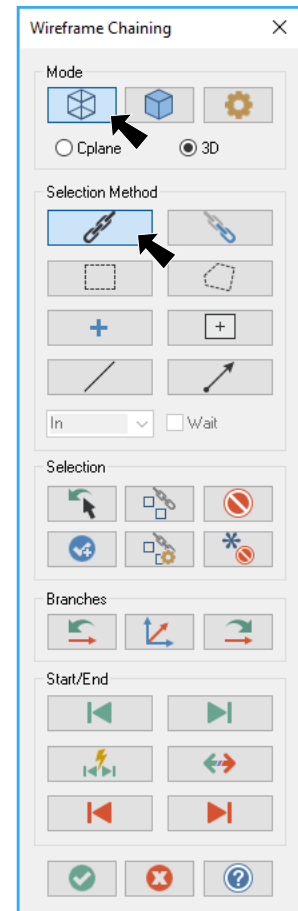 Wireframe Chaining
Mode
Cplane
3D
Selection Method
In
Wait
Selection
Branches
Start/End